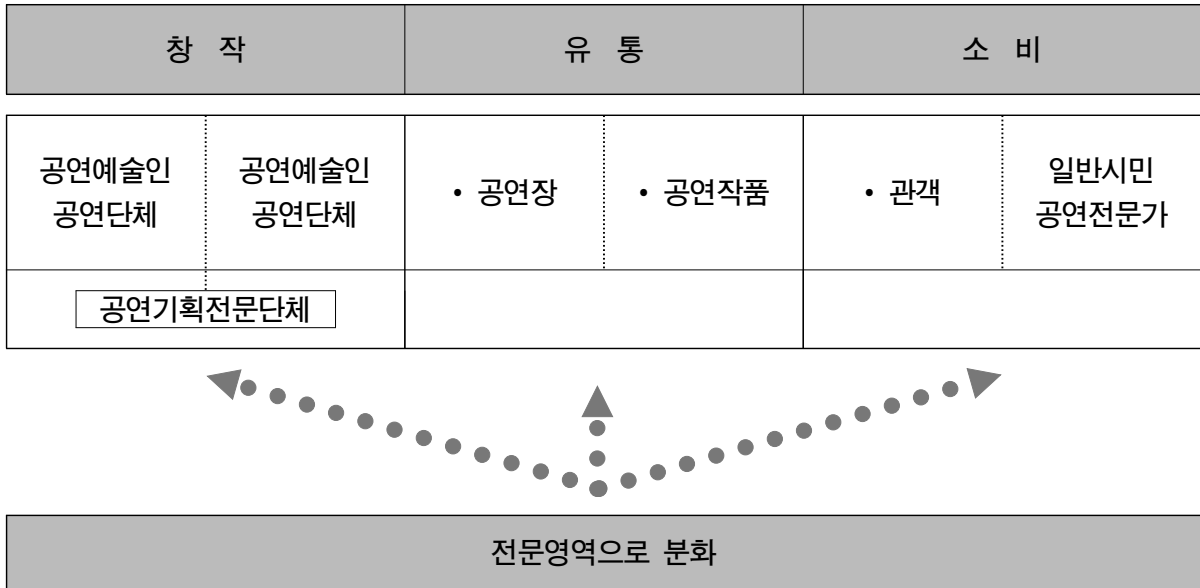 창 작
유 통
소 비
공연예술인
공연단체
공연예술인
공연단체
• 공연장
• 공연작품
• 관객
일반시민
공연전문가
공연기획전문단체
전문영역으로 분화